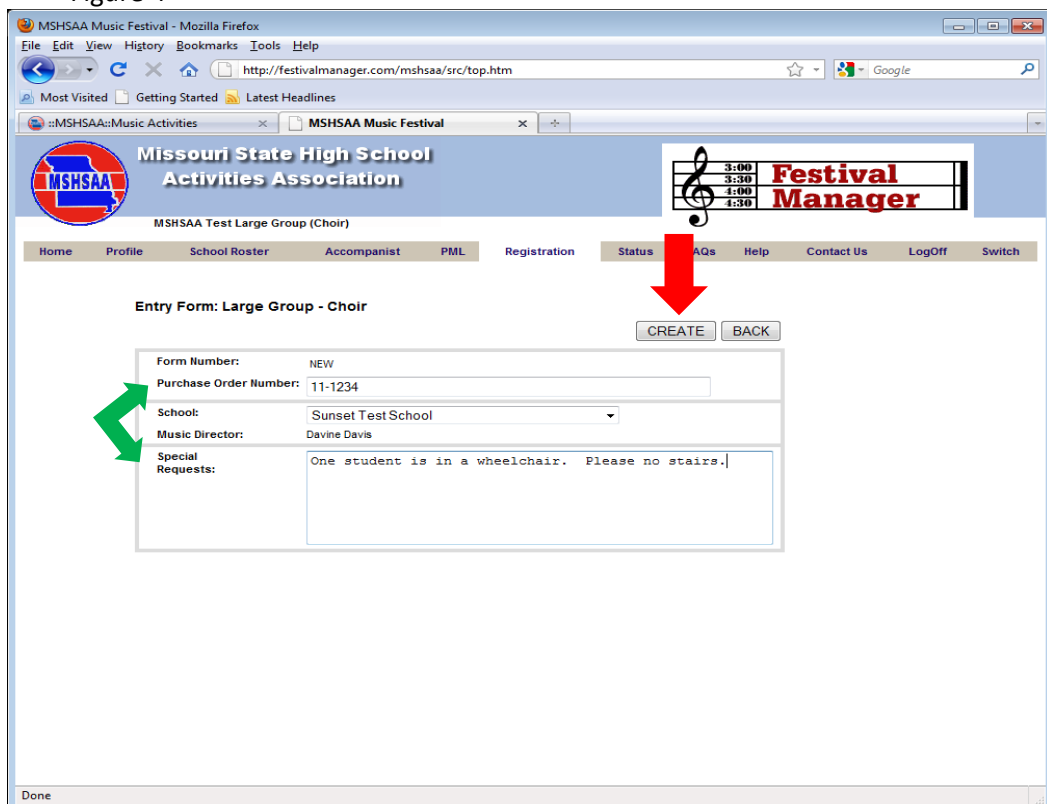 MSHSAA Music Festival - Mozilla Firefox
File Edit View History Bookmarks Tools Help
http://festivalmanager.com/mshsaa/src/top.htm
Google
Most Visited Getting Started Latest Headlines
::MSHSAA::Music Activities
MSHSAA Music Festival
MSHSAA
Missouri State High School
Activities Association
MSHSAA Test Large Group (Choir)
3:00
3:30
4:00
4:30
Festival
Manager
Home Profile School Roster Accompanist PML Registration Status AQs Help Contact Us LogOff Switch
Entry Form: Large Group - Choir
CREATE BACK
Form Number: NEW
Purchase Order Number: 11-1234
School: Sunset Test School
Music Director: Davine Davis
Special
Requests:
One student is in a wheelchair. Please no stairs.
Done